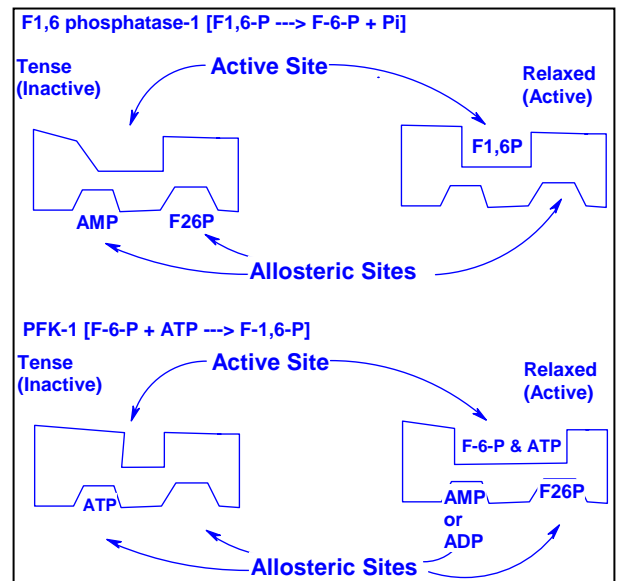 F1,6 phosphatase-1 [F1,6-P ---> F-6-P + Pi]
Tense
(Inactive)
Active Site
Relaxed
(Active)
F1,6P
AMP
F26P
Allosteric Sites
PFK-1 [F-6-P + ATP ---> F-1,6-P]
Tense
(Inactive)
Active Site
Relaxed
(Active)
F-6-P & ATP
ATP
AMP
or
ADP
F26P
Allosteric Sites